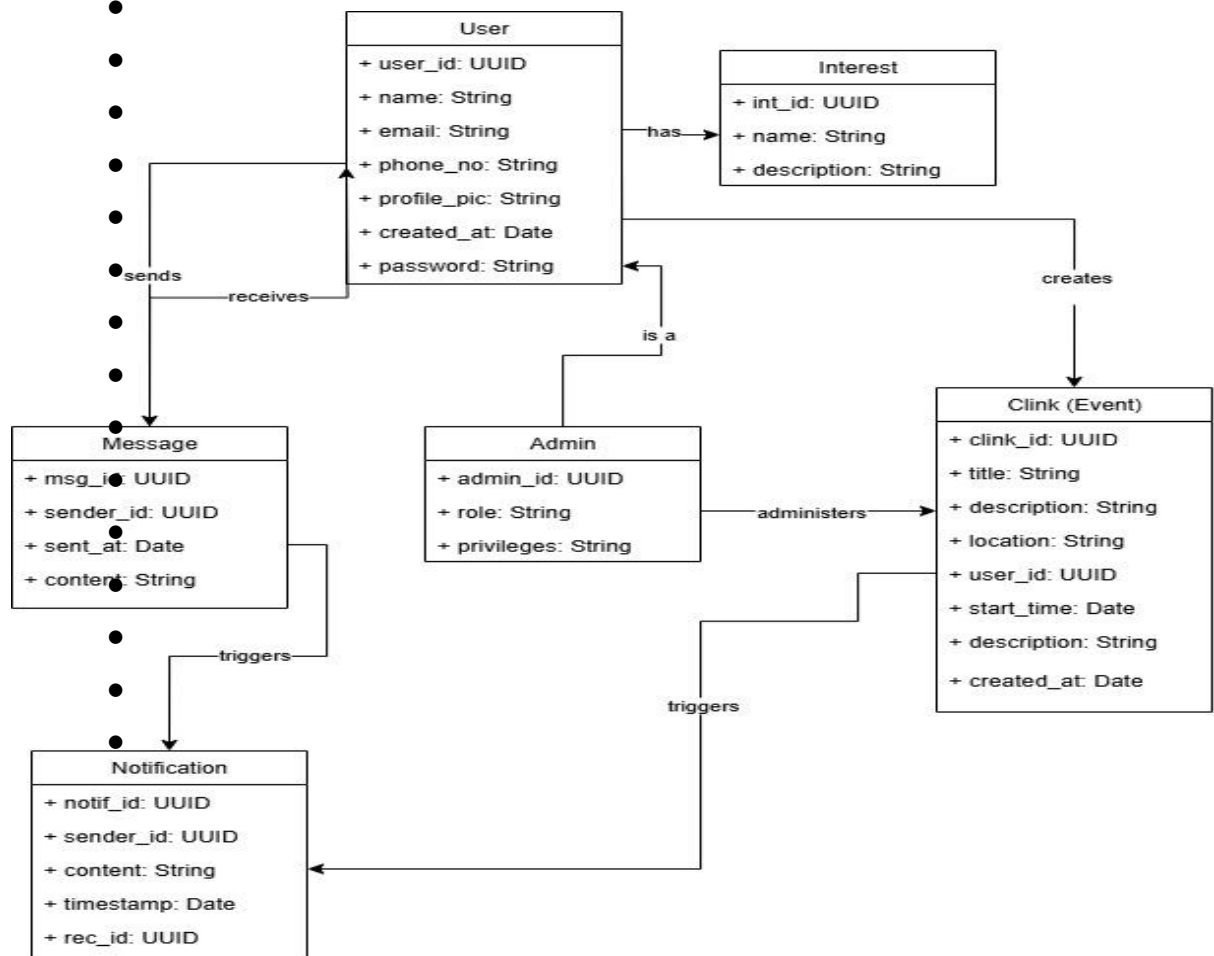 User
+ user_id: UUID
+ name: String
+ email: String
+ phone_no: String
+ profile_pic: String
+ created_at: Date
+ password: String
Interest
+ int_id: UUID
+ name: String
+ description: String
has
sends
receives
creates
is a
Message
+ msg_id: UUID
+ sender_id: UUID
+ sent_at: Date
+ content: String
Admin
+ admin_id: UUID
+ role: String
+ privileges: String
administers
Clink (Event)
+ clink_id: UUID
+ title: String
+ description: String
+ location: String
+ user_id: UUID
+ start_time: Date
+ description: String
+ created_at: Date
triggers
triggers
Notification
+ notif_id: UUID
+ sender_id: UUID
+ content: String
+ timestamp: Date
+ rec_id: UUID